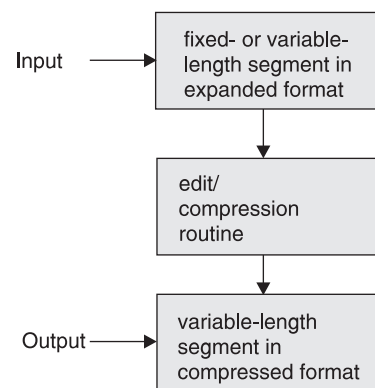 Input
fixed- or variable-
length segment in
expanded format
edit/
compression
routine
Output
variable-length
segment in
compressed format